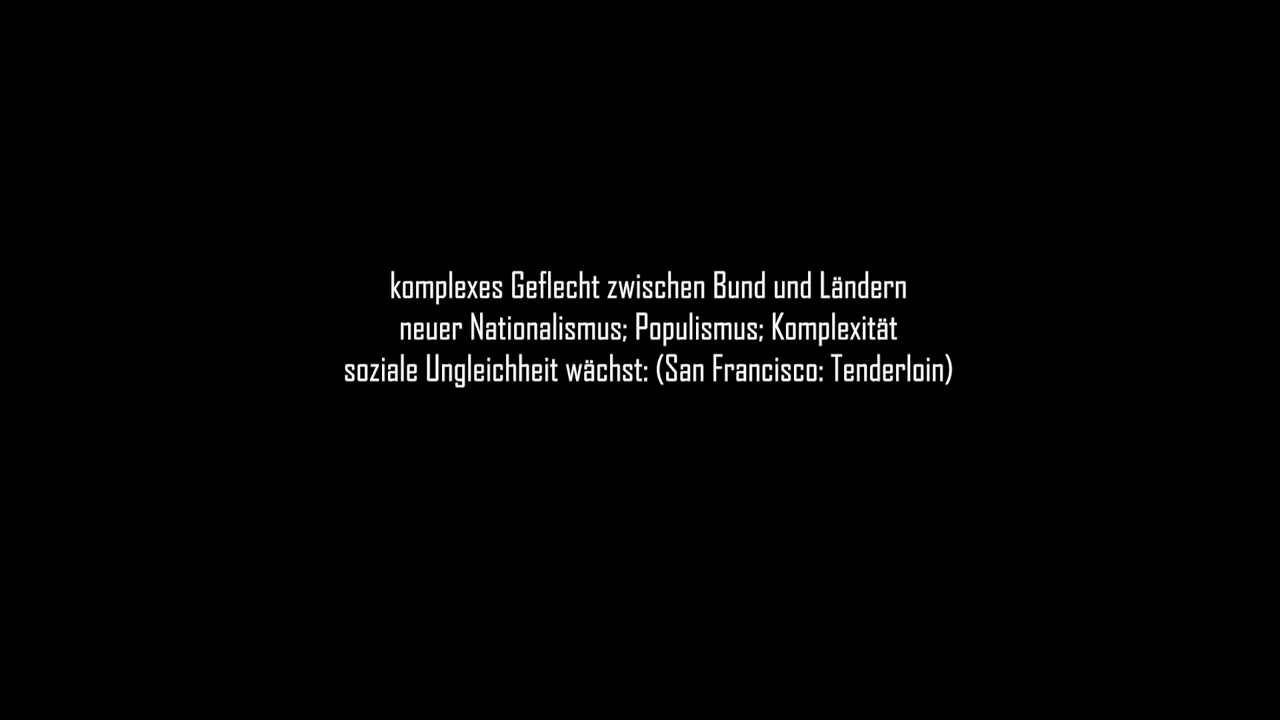 komplexes Geflecht zwischen Bund und Ländern
neuer Nationalismus; Populismus; Komplexität
soziale Ungleichheit wächst: (San Francisco: Tenderloin)